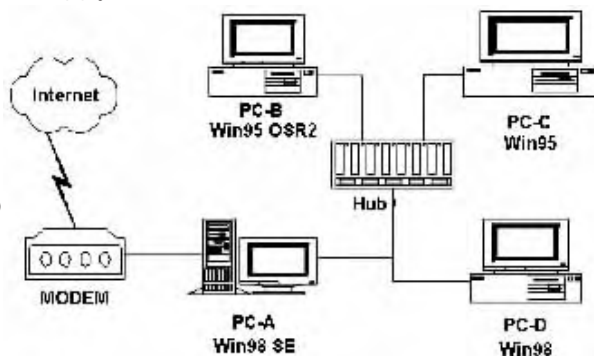 Internet
PC-B
Win95 OSR2
PC-C
Win95
Hub
MODEM
PC-A
Win98 SE
PC-D
Win98